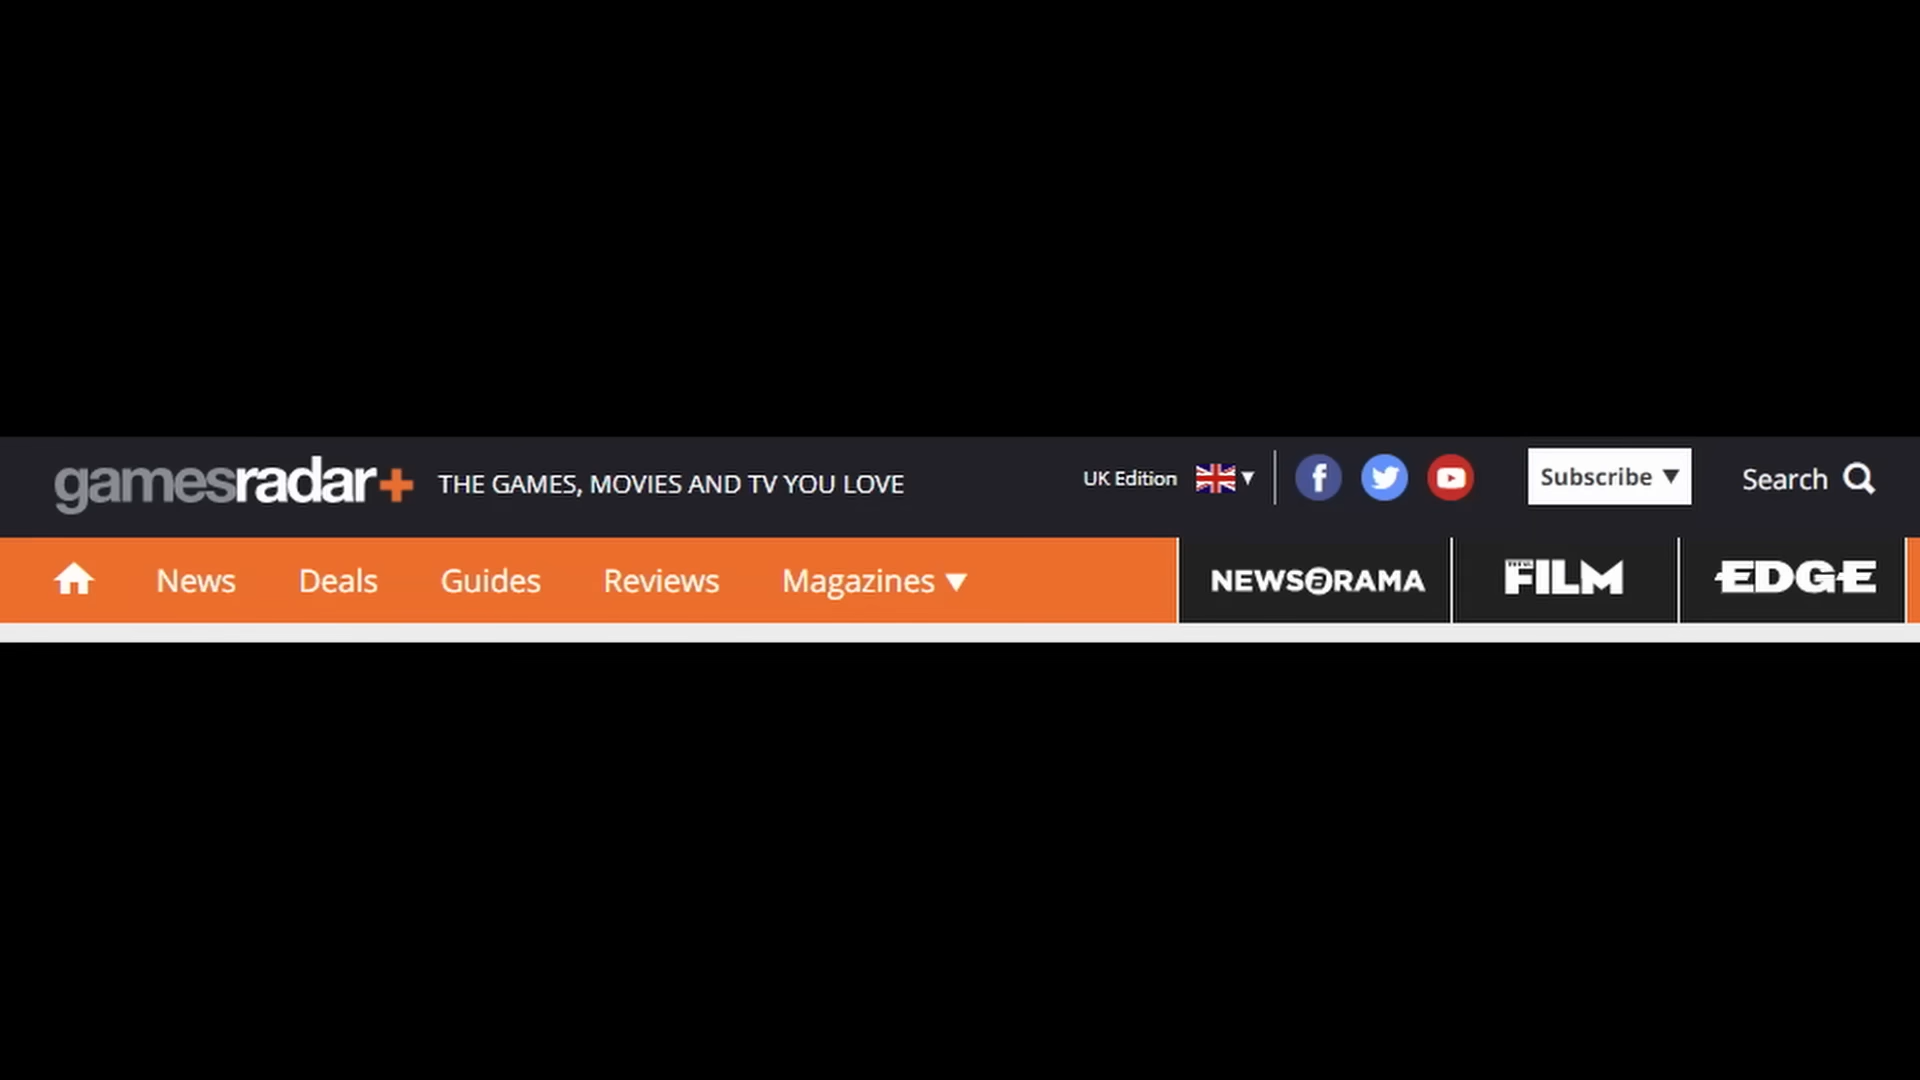 gamesradar+ THE GAMES, MOVIES AND TV YOU LOVE UK Edition Subscribe Search
News Deals Guides Reviews Magazines NEWSARAMA FILM EDGE